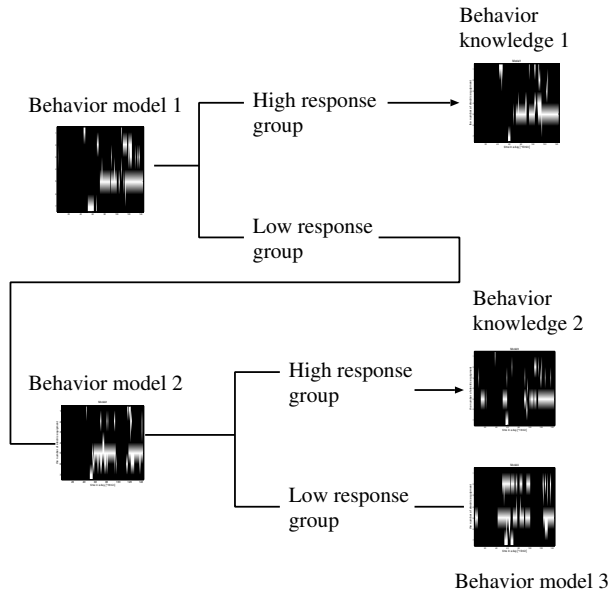 Behavior
knowledge 1
Behavior model 1
High response
group
Low response
group
Behavior
knowledge 2
Behavior model 2
High response
group
Low response
group
Behavior model 3